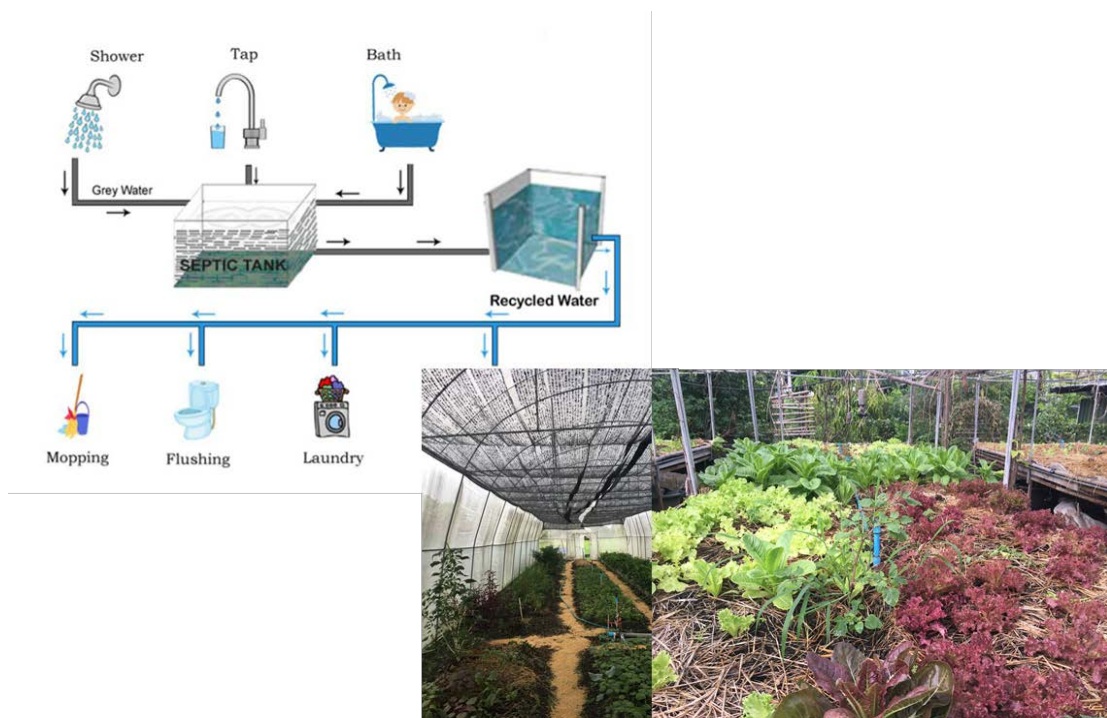 Shower
Tap
Bath
Grey Water
SEPTIC TANK
Recycled Water
Mopping
Flushing
Laundry